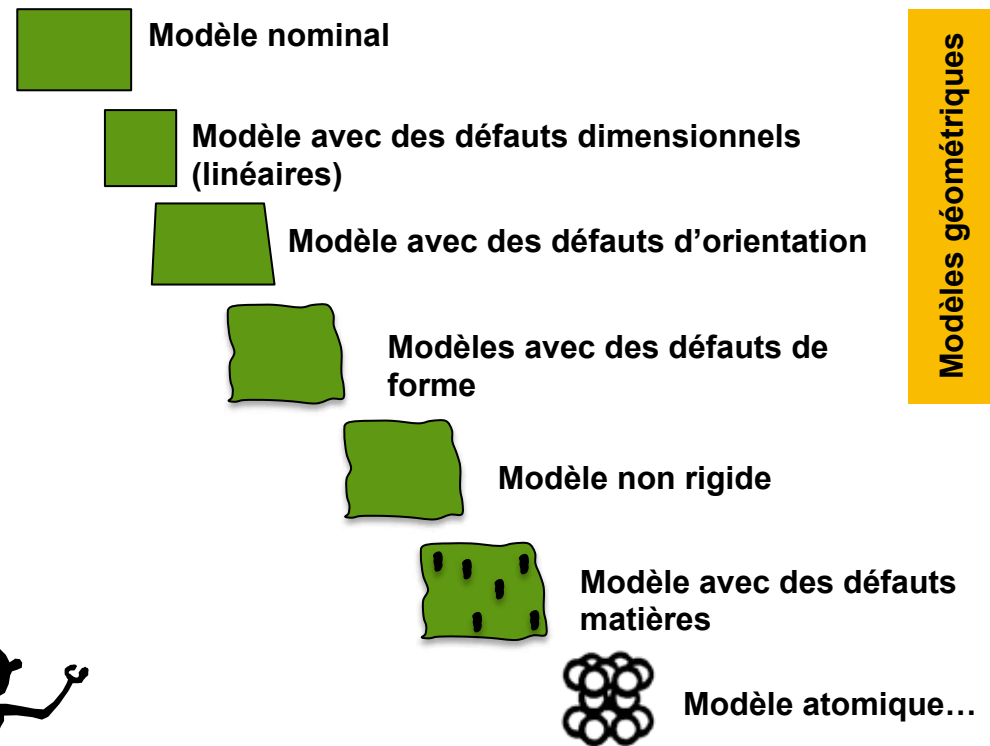 Modèle nominal
Modèle avec des défauts dimensionnels
(linéaires)
Modèle avec des défauts d’orientation
Modèles avec des défauts de
forme
Modèle non rigide
Modèle avec des défauts
matières
Modèle atomique…
Modèles géométriques